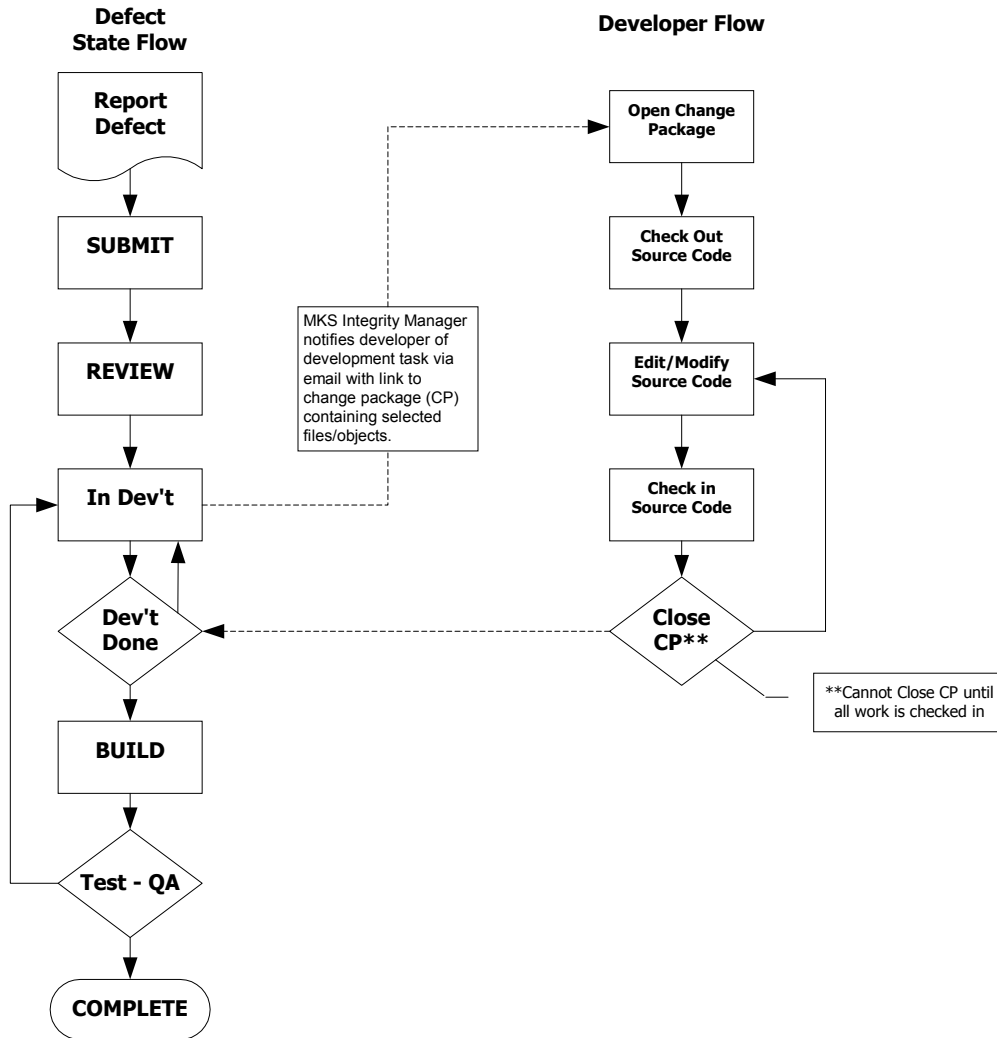 Defect
State Flow
Report
Defect
SUBMIT
REVIEW
In Dev't
Dev't
Done
BUILD
Test - QA
COMPLETE
MKS Integrity Manager
notifies developer of
development task via
email with link to
change package (CP)
containing selected
files/objects.
Developer Flow
Open Change
Package
Check Out
Source Code
Edit/Modify
Source Code
Check in
Source Code
Close
CP**
**Cannot Close CP until
all work is checked in